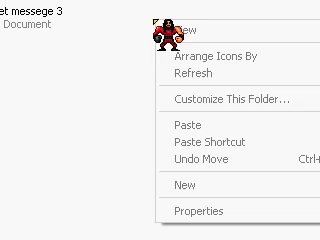 et messege 3
Document
Arrange Icons By
Refresh
Customize This Folder...
Paste
Paste Shortcut
Undo Move
New
Properties